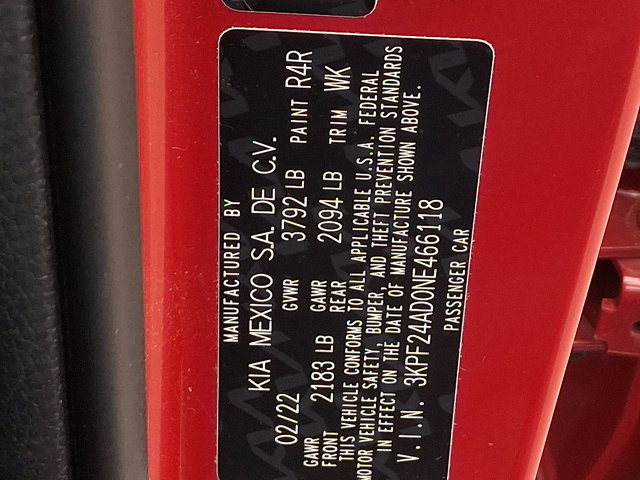 MANUFACTURED BY
KIA MEXICO S.A. DE C.V.
02/22 GVWR 3792 LB PAINT R4R
GAWR FRONT 2183 LB GAWR REAR 2094 LB TRIM WK
THIS VEHICLE CONFORMS TO ALL APPLICABLE U.S.A. FEDERAL
MOTOR VEHICLE SAFETY, BUMPER, AND THEFT PREVENTION STANDARDS
IN EFFECT ON THE DATE OF MANUFACTURE SHOWN ABOVE.
V.I.N. 3KPF24AD0NE466118
PASSENGER CAR